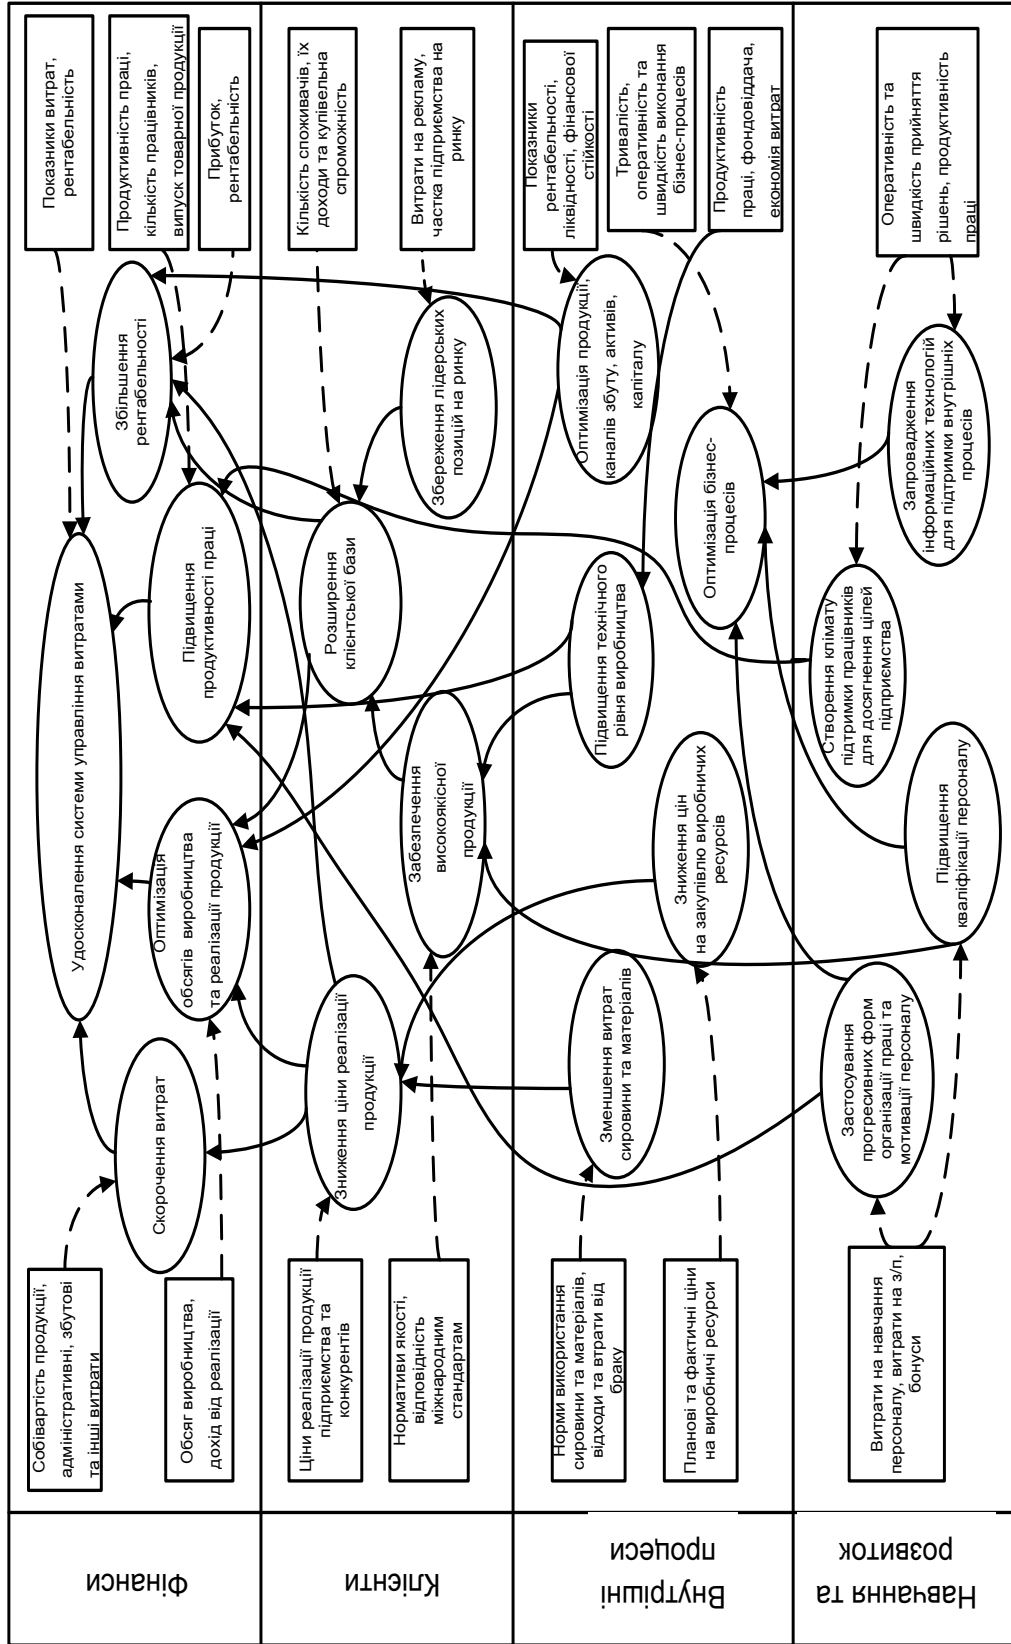 Фінанси
Собівартість продукції,
адміністративні, збутові
та інші витрати
Обсяг виробництва,
дохід від реалізації
Скорочення витрат
Удосконалення системи управління витратами
Оптимізація
обсягів виробництва
та реалізації продукції
Підвищення
продуктивності праці
Збільшення
рентабельності
Показники витрат,
рентабельність
Продуктивність праці,
кількість працівників,
випуск товарної продукції
Прибуток,
рентабельність
Клієнти
Ціни реалізації продукції
підприємства та
конкурентів
Нормативи якості,
відповідність
міжнародним
стандартам
Зниження ціни реалізації
продукції
Забезпечення
високоякісної
продукції
Розширення
клієнтської бази
Збереження лідерських
позицій на ринку
Кількість споживачів, їх
доходи та купівельна
спроможність
Витрати на рекламу,
частка підприємства на
ринку
Внутрішні
процеси
Норми використання
сировини та матеріалів,
відходи та втрати від
браку
Планові та фактичні ціни
на виробничі ресурси
Зменшення витрат
сировини та матеріалів
Зниження цін
на закупівлю виробничих
ресурсів
Підвищення технічного
рівня виробництва
Оптимізація бізнес-
процесів
Оптимізація продукції,
каналів збуту, активів,
капіталу
Показники
рентабельності,
ліквідності, фінансової
стійкості
Тривалість,
оперативність та
швидкість виконання
бізнес-процесів
Продуктивність
праці, фондовіддача,
економія витрат
Навчання та
розвиток
Витрати на навчання
персоналу, витрати на з/п,
бонуси
Застосування
прогресивних форм
організації праці та
мотивації персоналу
Підвищення
кваліфікації персоналу
Створення клімату
підтримки працівників
для досягнення цілей
підприємства
Запровадження
інформаційних технологій
для підтримки внутрішніх
процесів
Оперативність та
швидкість прийняття
рішень, продуктивність
праці